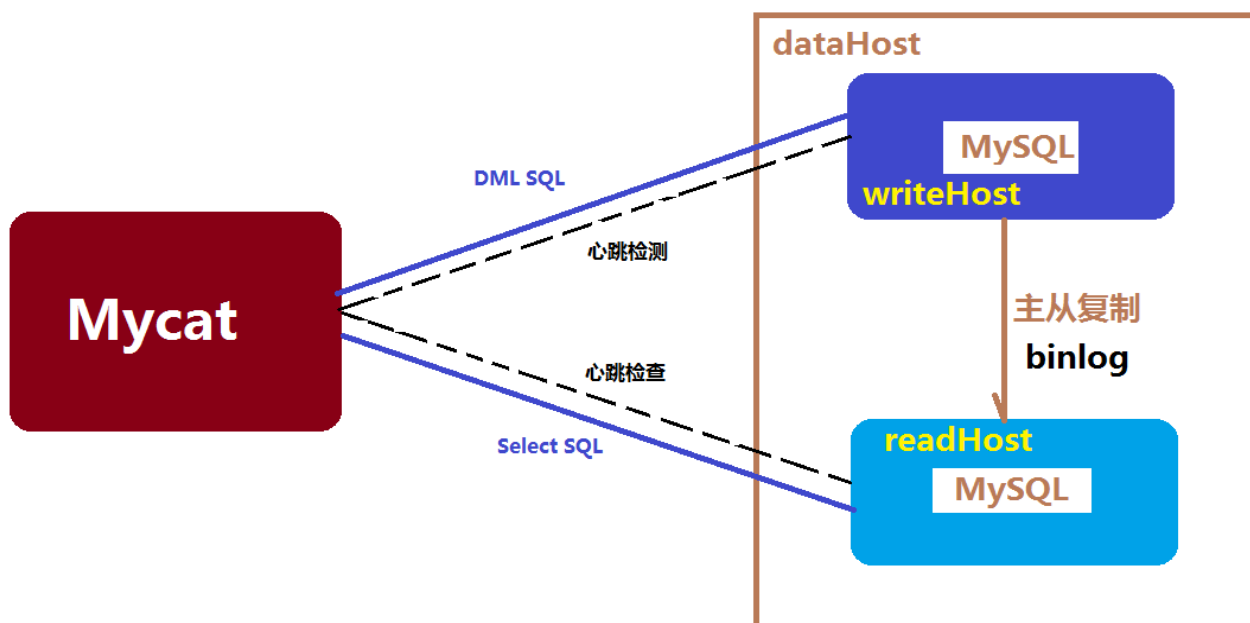 dataHost
MySQL
writeHost
DML SQL
心跳检测
Mycat
主从复制
binlog
心跳检查
Select SQL
readHost
MySQL